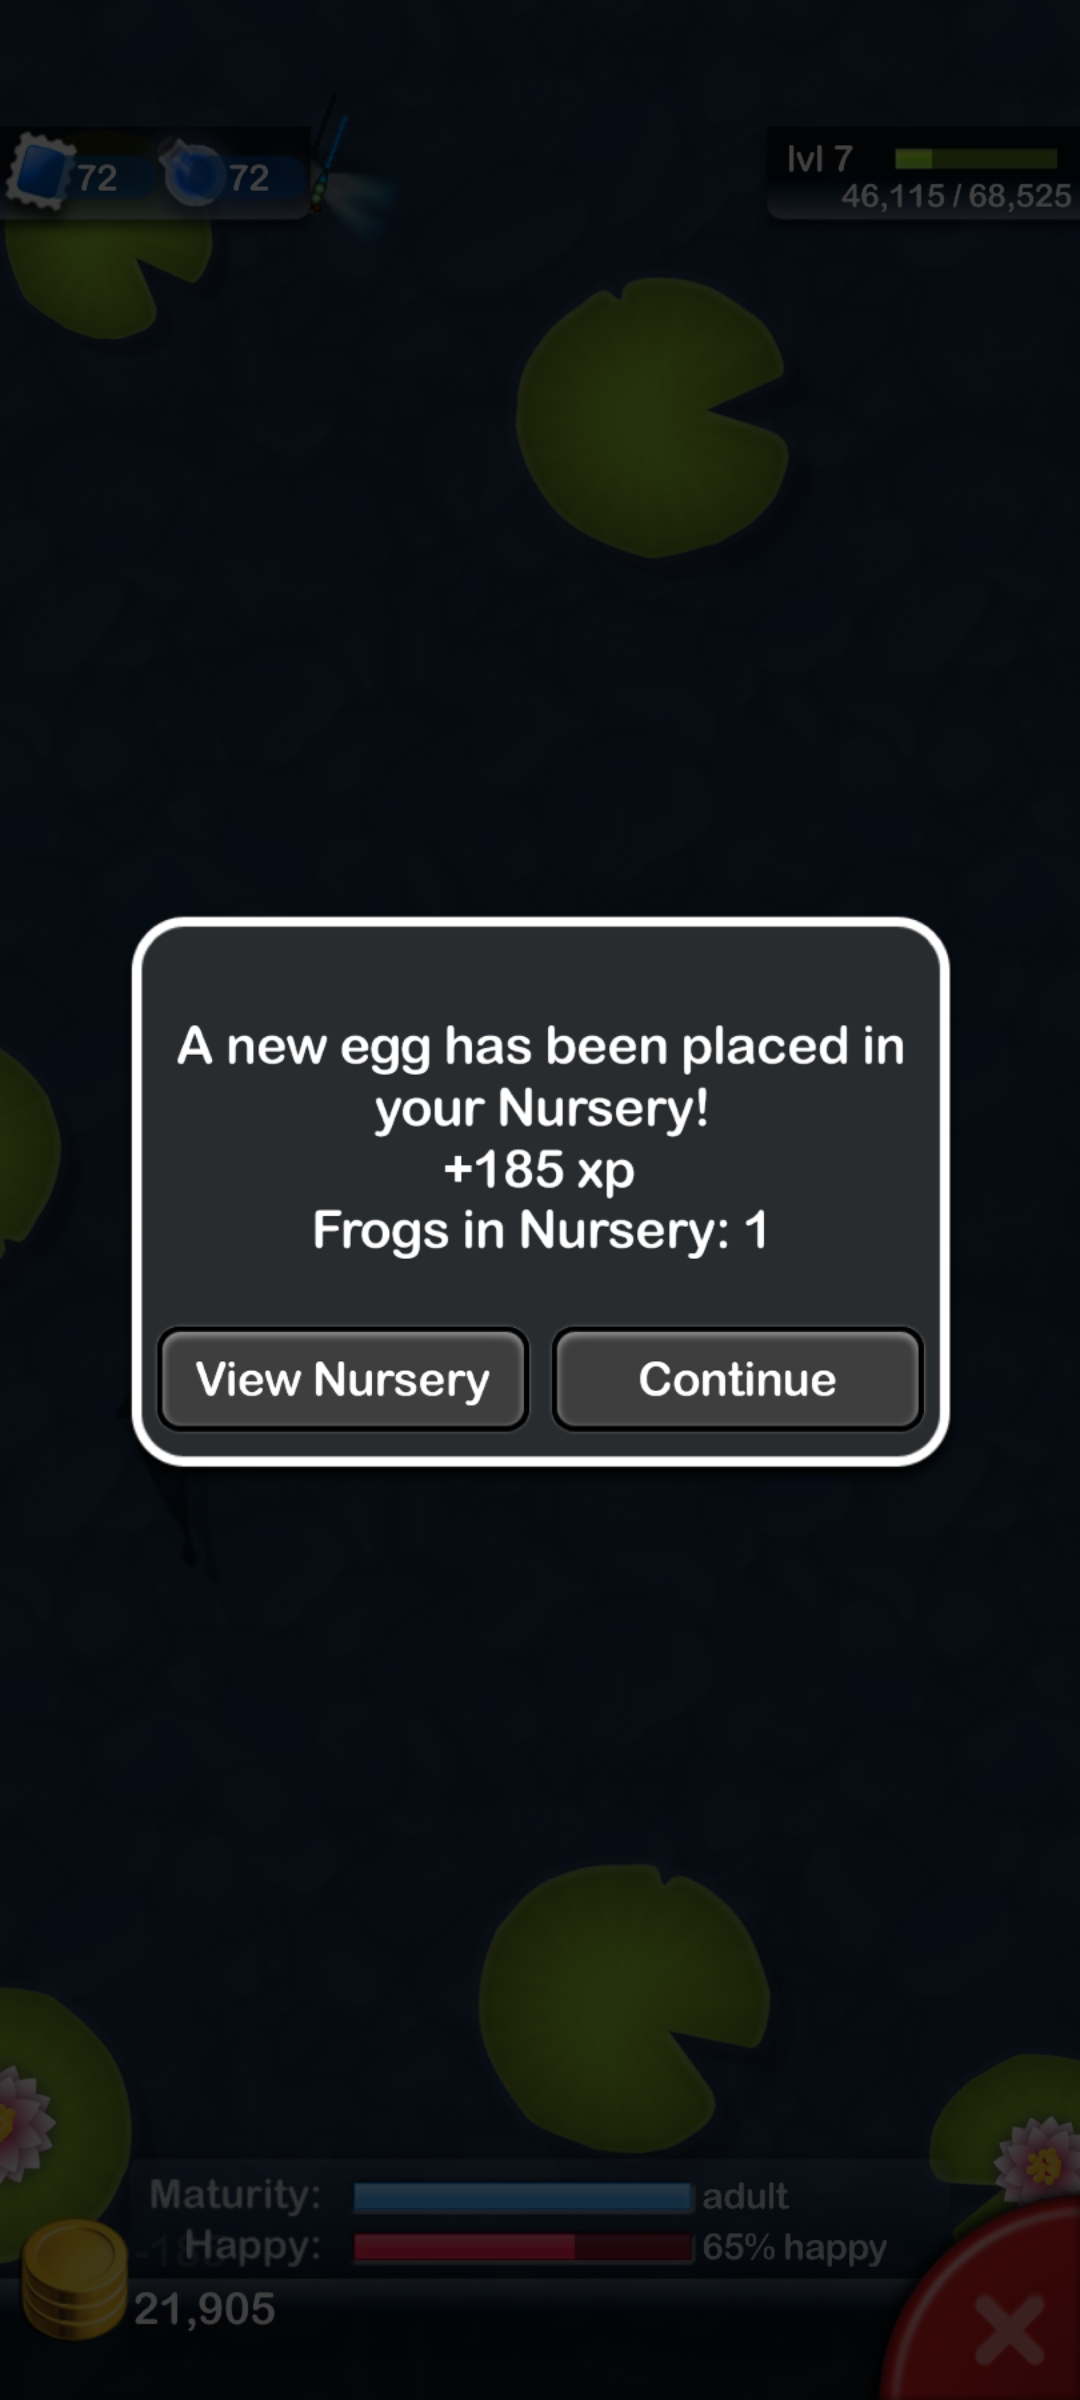 72 72
lvl 7
46,115 / 68,525
A new egg has been placed in
your Nursery!
+185 xp
Frogs in Nursery: 1
View Nursery Continue
Maturity: adult
Happy: 65% happy
21,905